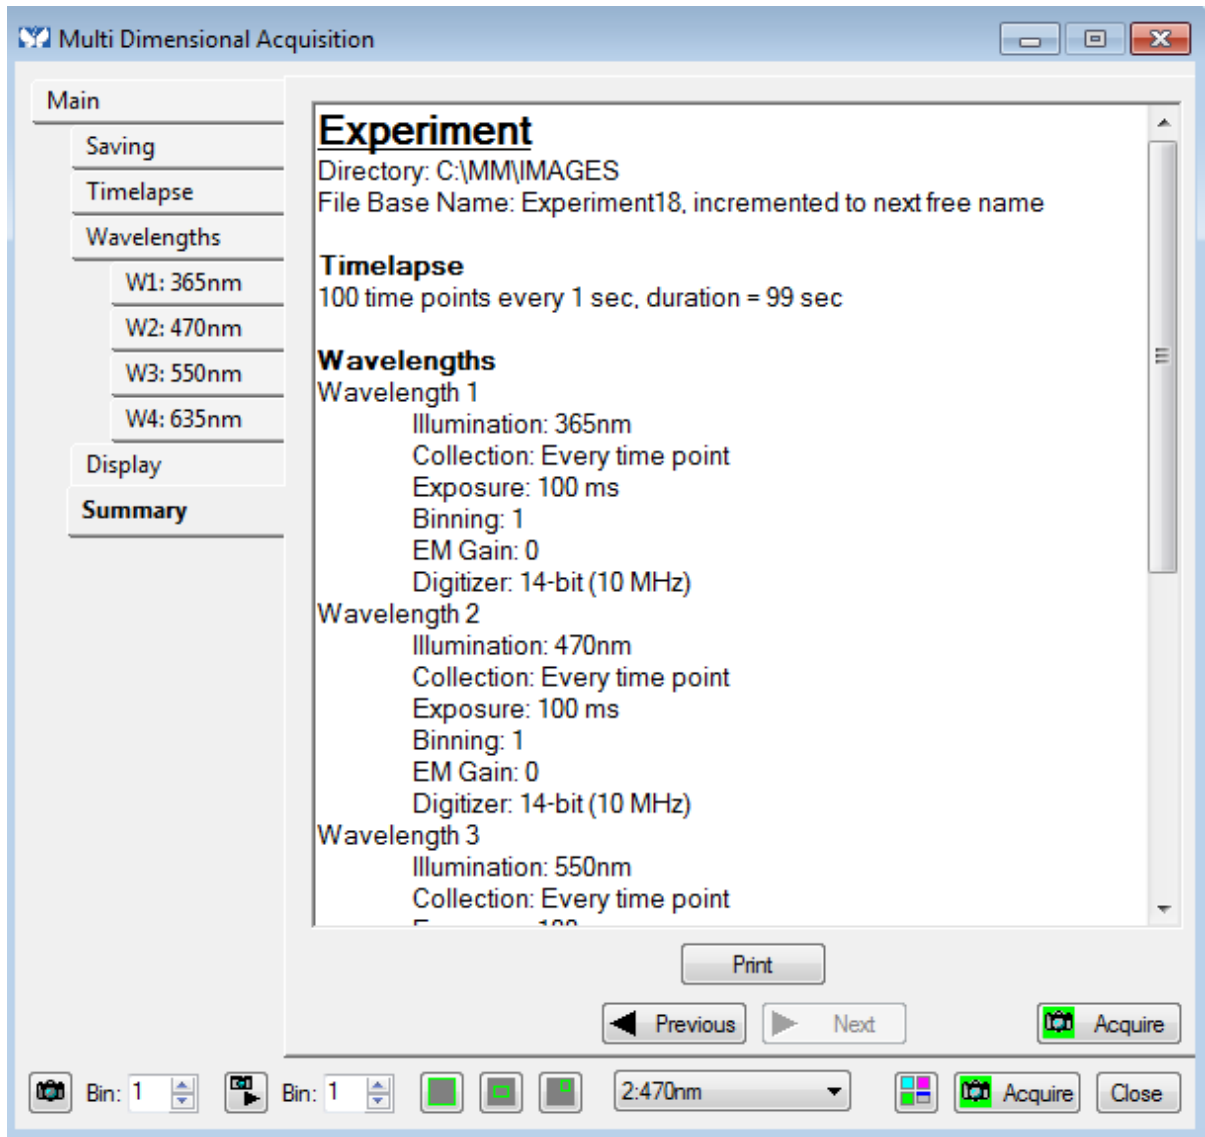 Multi Dimensional Acquisition
Main
Saving
Timelapse
Wavelengths
W1: 365nm
W2: 470nm
W3: 550nm
W4: 635nm
Display
Summary
Experiment
Directory: C:\MM\IMAGES
File Base Name: Experiment18, incremented to next free name
Timelapse
100 time points every 1 sec, duration = 99 sec
Wavelengths
Wavelength 1
Illumination: 365nm
Collection: Every time point
Exposure: 100 ms
Binning: 1
EM Gain: 0
Digitizer: 14-bit (10 MHz)
Wavelength 2
Illumination: 470nm
Collection: Every time point
Exposure: 100 ms
Binning: 1
EM Gain: 0
Digitizer: 14-bit (10 MHz)
Wavelength 3
Illumination: 550nm
Collection: Every time point
Print
Previous Next Acquire
Bin: 1 Bin: 1 2:470nm Acquire Close